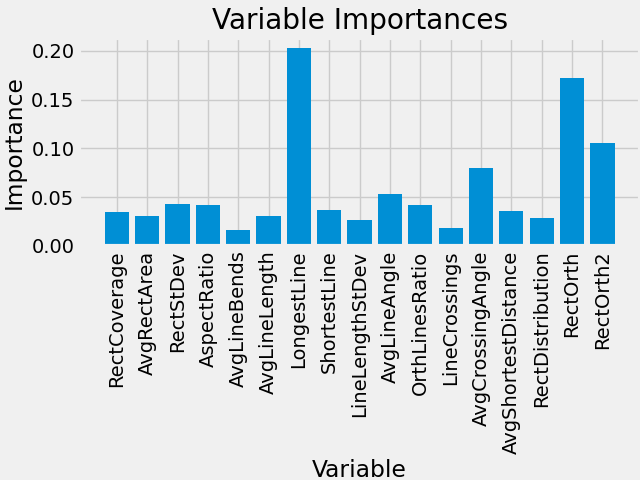 Variable Importances
Importance
0.20
0.15
0.10
0.05
0.00
RectCoverage
AvgRectArea
RectStDev
AspectRatio
AvgLineBends
AvgLineLength
LongestLine
ShortestLine
LineLengthStDev
AvgLineAngle
OrthLinesRatio
LineCrossings
AvgCrossingAngle
AvgShortestDistance
RectDistribution
RectOrth
RectOrth2
Variable